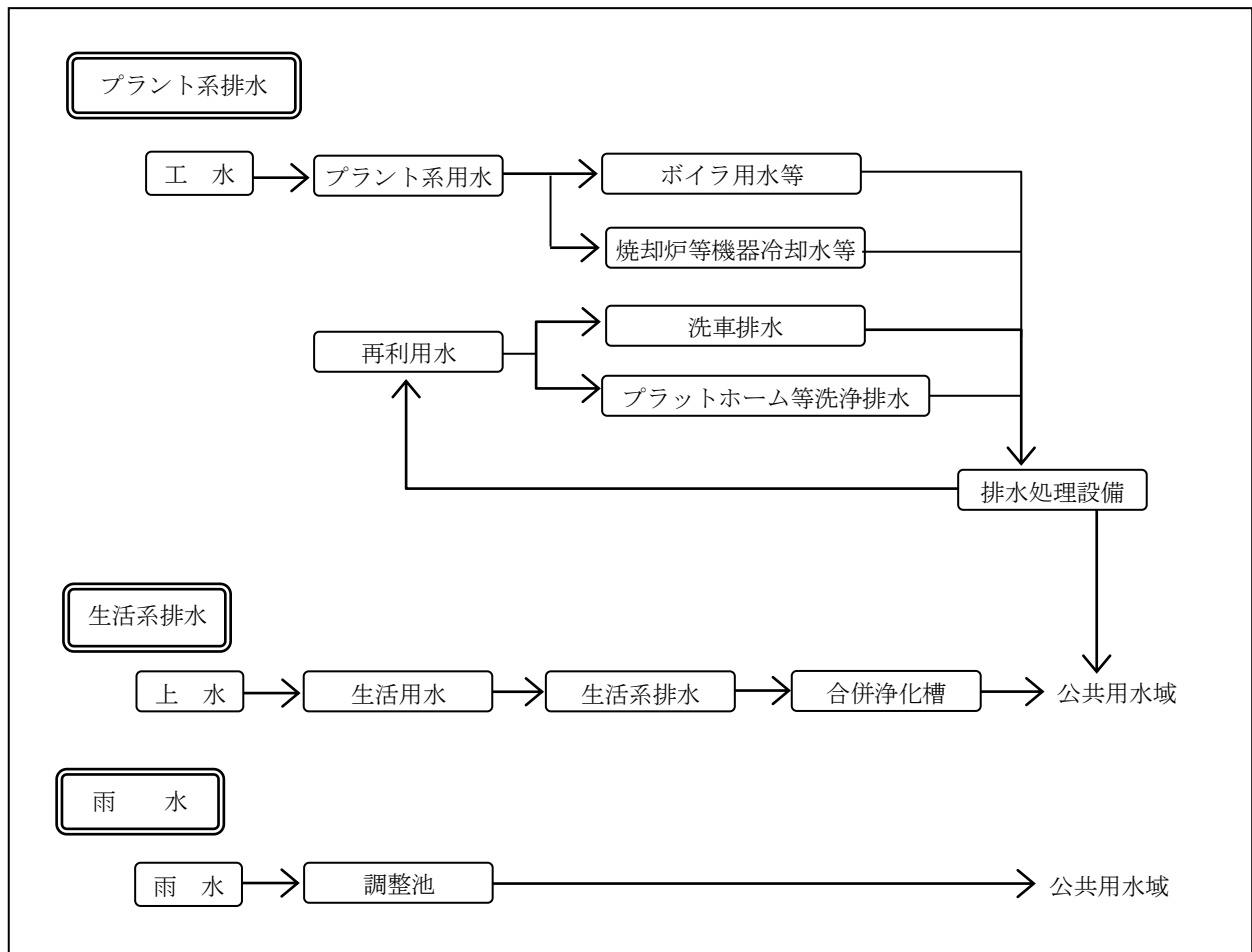 プラント系排水
工　水
プラント系用水
ボイラ用水等
焼却炉等機器冷却水等
洗車排水
再利用水
プラットホーム等洗浄排水
排水処理設備
生活系排水
上　水
生活用水
生活系排水
合併浄化槽
公共用水域
雨　　水
雨　水
調整池
公共用水域